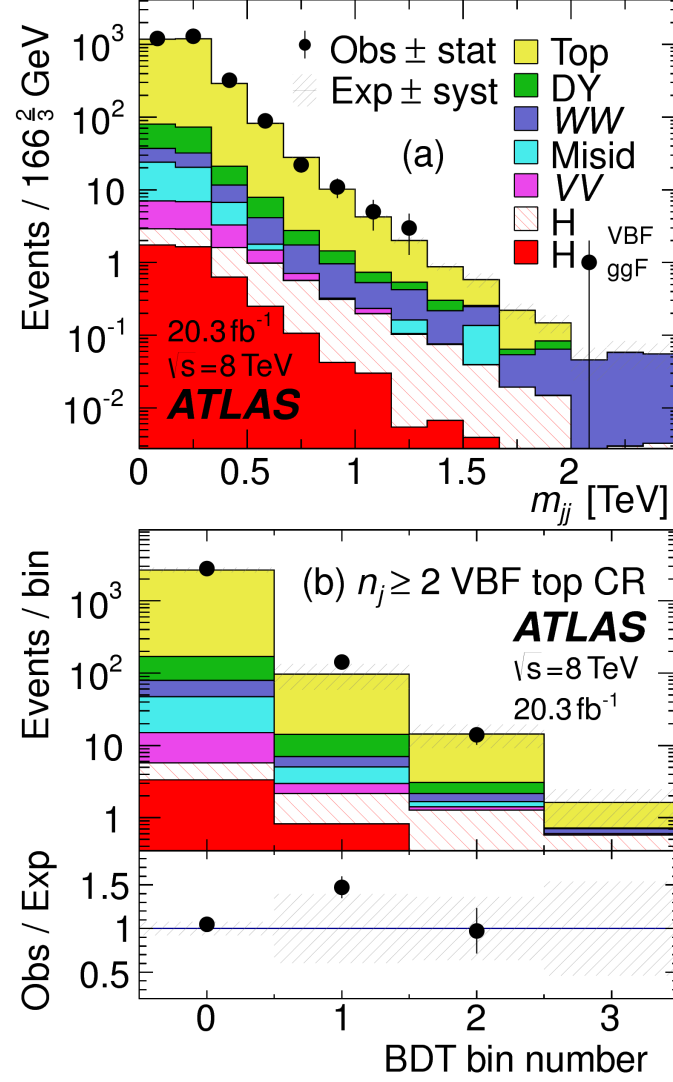 Events / 166 2/3 GeV
10³
10²
10
1
10⁻¹
10⁻²
Obs ± stat
Exp ± syst
(a)
Top
DY
WW
Misid
VV
H VBF
H ggF
20.3 fb⁻¹
√s = 8 TeV
ATLAS
0 0.5 1 1.5 2
m_jj [TeV]
Events / bin
10³
10²
10
1
(b) n_j ≥ 2 VBF top CR
ATLAS
√s = 8 TeV
20.3 fb⁻¹
Obs / Exp
1.5
1
0.5
0 1 2 3
BDT bin number